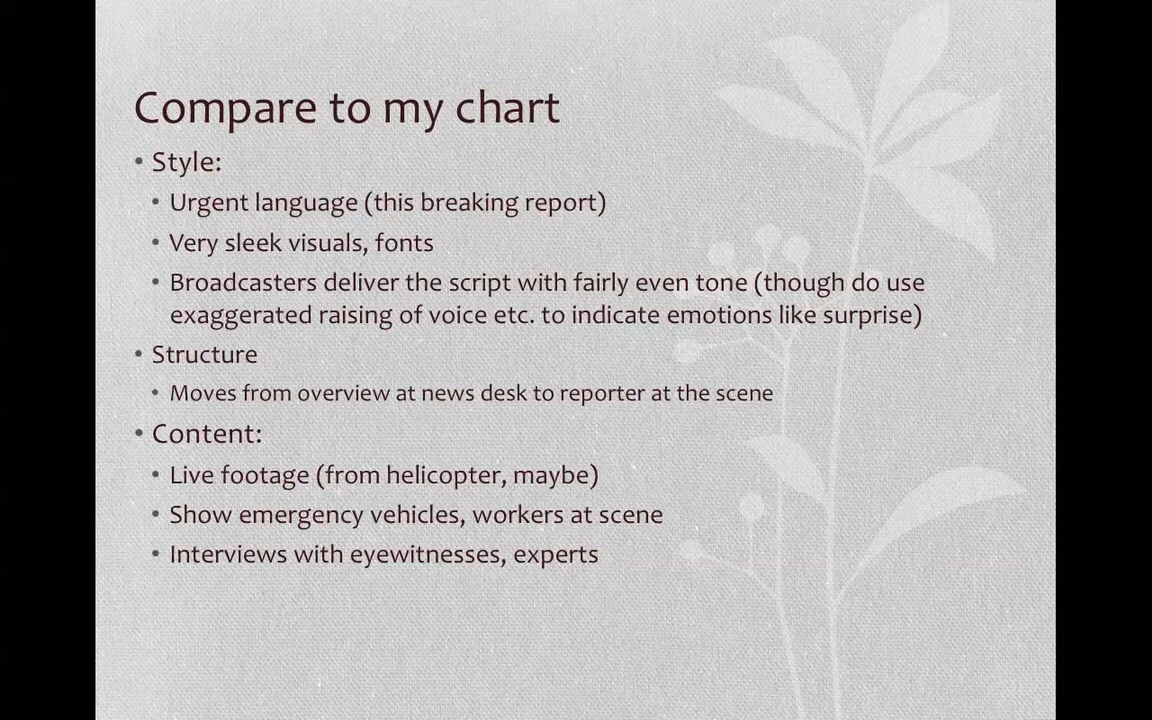 Compare to my chart
• Style:
• Urgent language (this breaking report)
• Very sleek visuals, fonts
• Broadcasters deliver the script with fairly even tone (though do use
exaggerated raising of voice etc. to indicate emotions like surprise)
• Structure
• Moves from overview at news desk to reporter at the scene
• Content:
• Live footage (from helicopter, maybe)
• Show emergency vehicles, workers at scene
• Interviews with eyewitnesses, experts